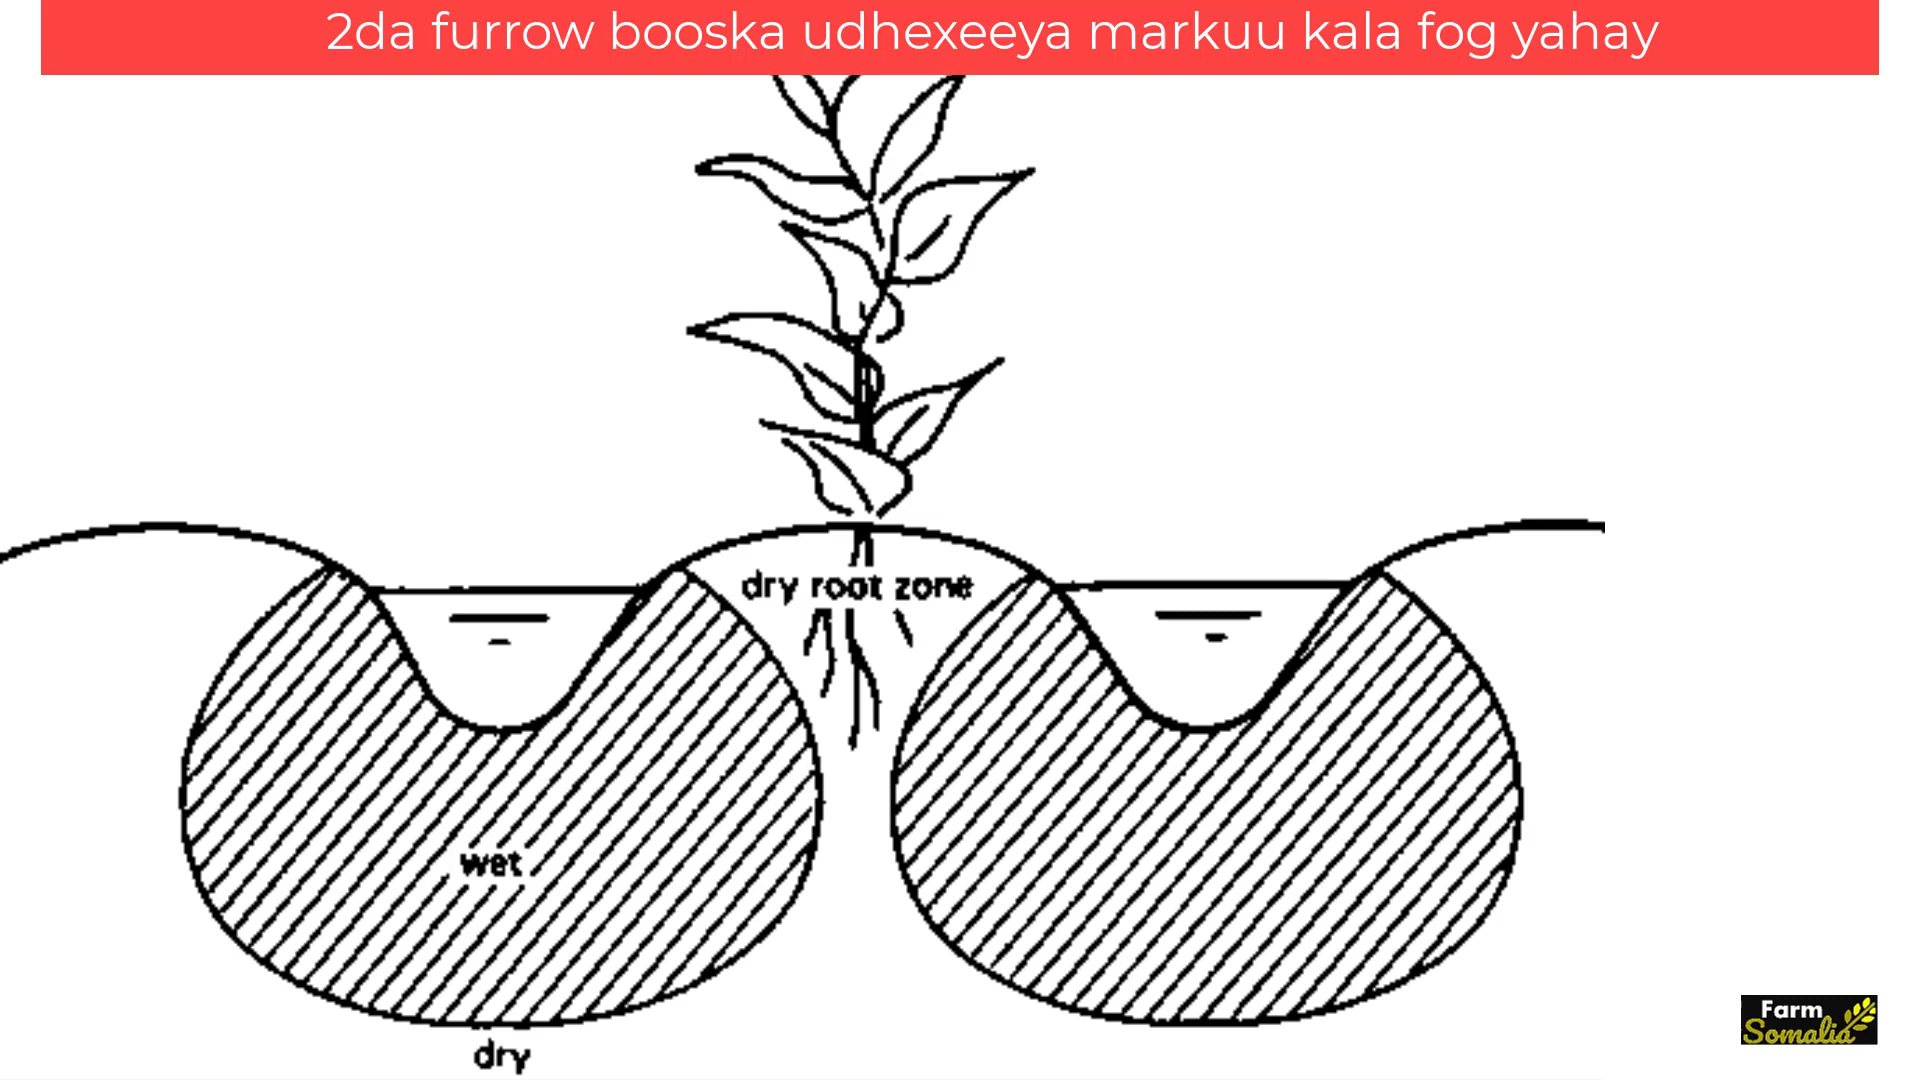 2da furrow booska udhexeeya markuu kala fog yahay
dry root zone
wet
dry
Farm
Somalia